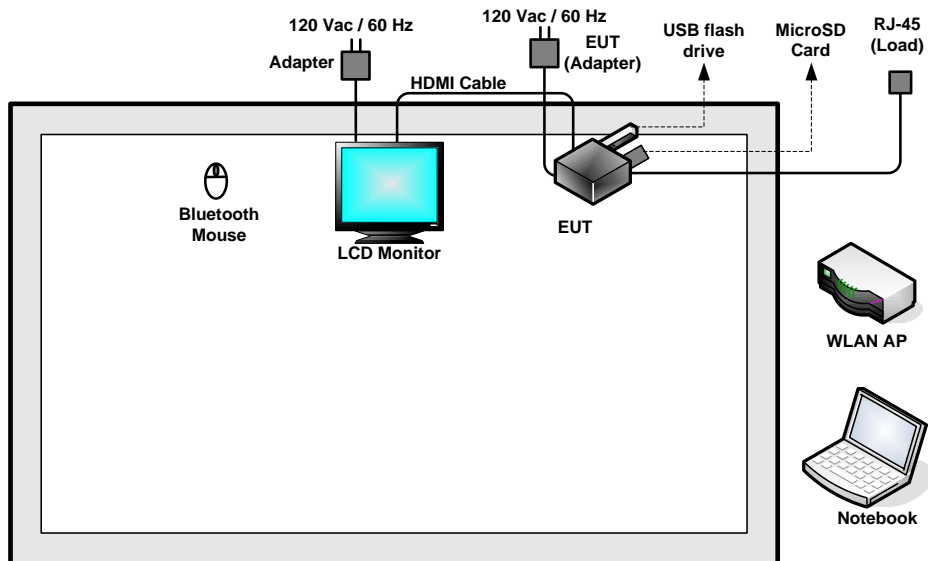 120 Vac / 60 Hz
120 Vac / 60 Hz
Adapter
EUT
(Adapter)
USB flash
drive
MicroSD
Card
RJ-45
(Load)
HDMI Cable
Bluetooth
Mouse
LCD Monitor
EUT
WLAN AP
Notebook